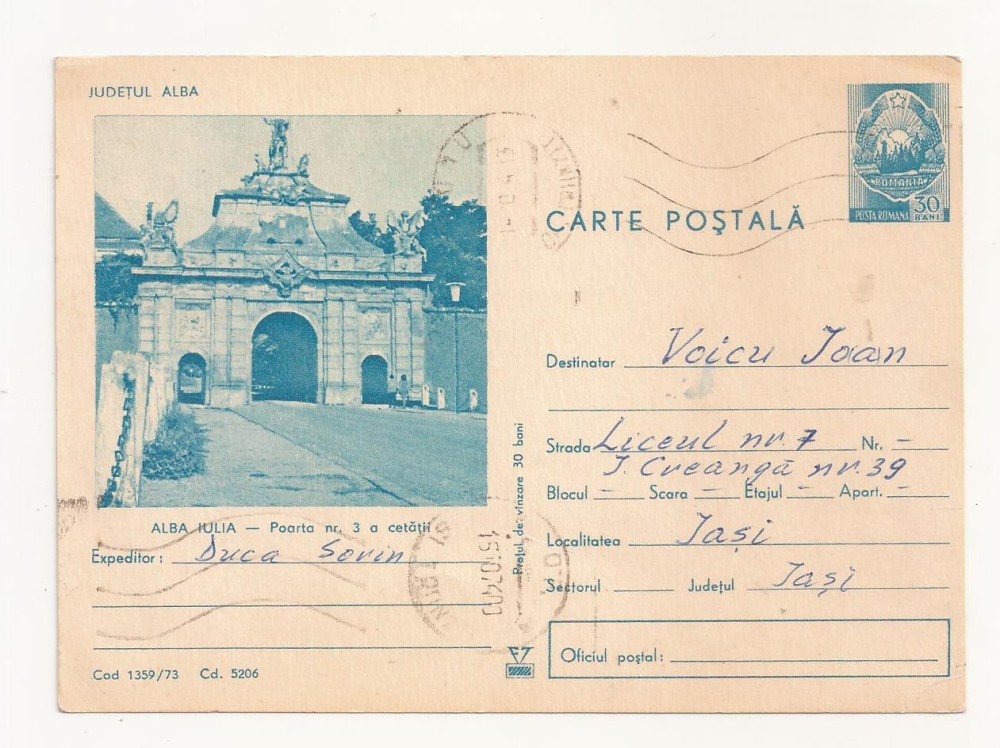 JUDEȚUL ALBA
ROMANIA
POSTA ROMANA
30
BANI
CARTE POȘTALĂ
Destinatar Voicu Ioan
Strada Liceul nr. 7 Nr. –
I. Creangă nr. 39
Blocul – Scara – Etajul – Apart. –
Localitatea Iași
Sectorul Județul Iași
Oficiul poștal:
Prețul de vînzare 30 bani
ALBA IULIA — Poarta nr. 3 a cetății
Expeditor: Duca Sorin
Cod 1359/73 Cd. 5206